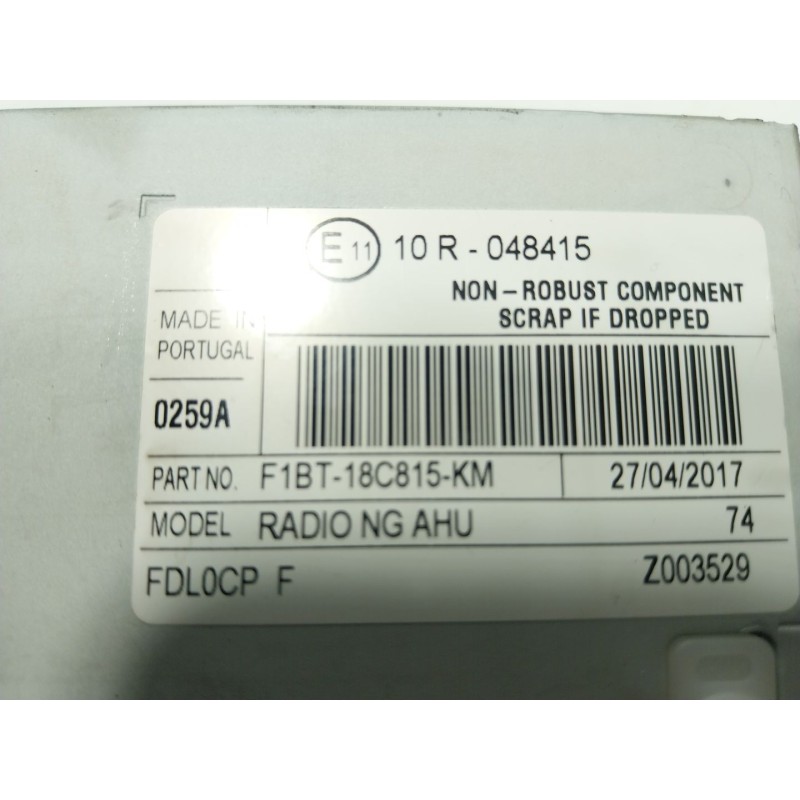 E11 10 R - 048415
NON-ROBUST COMPONENT
SCRAP IF DROPPED
MADE IN
PORTUGAL
0259A
PART NO. F1BT-18C815-KM 27/04/2017
MODEL RADIO NG AHU 74
FDL0CP F Z003529